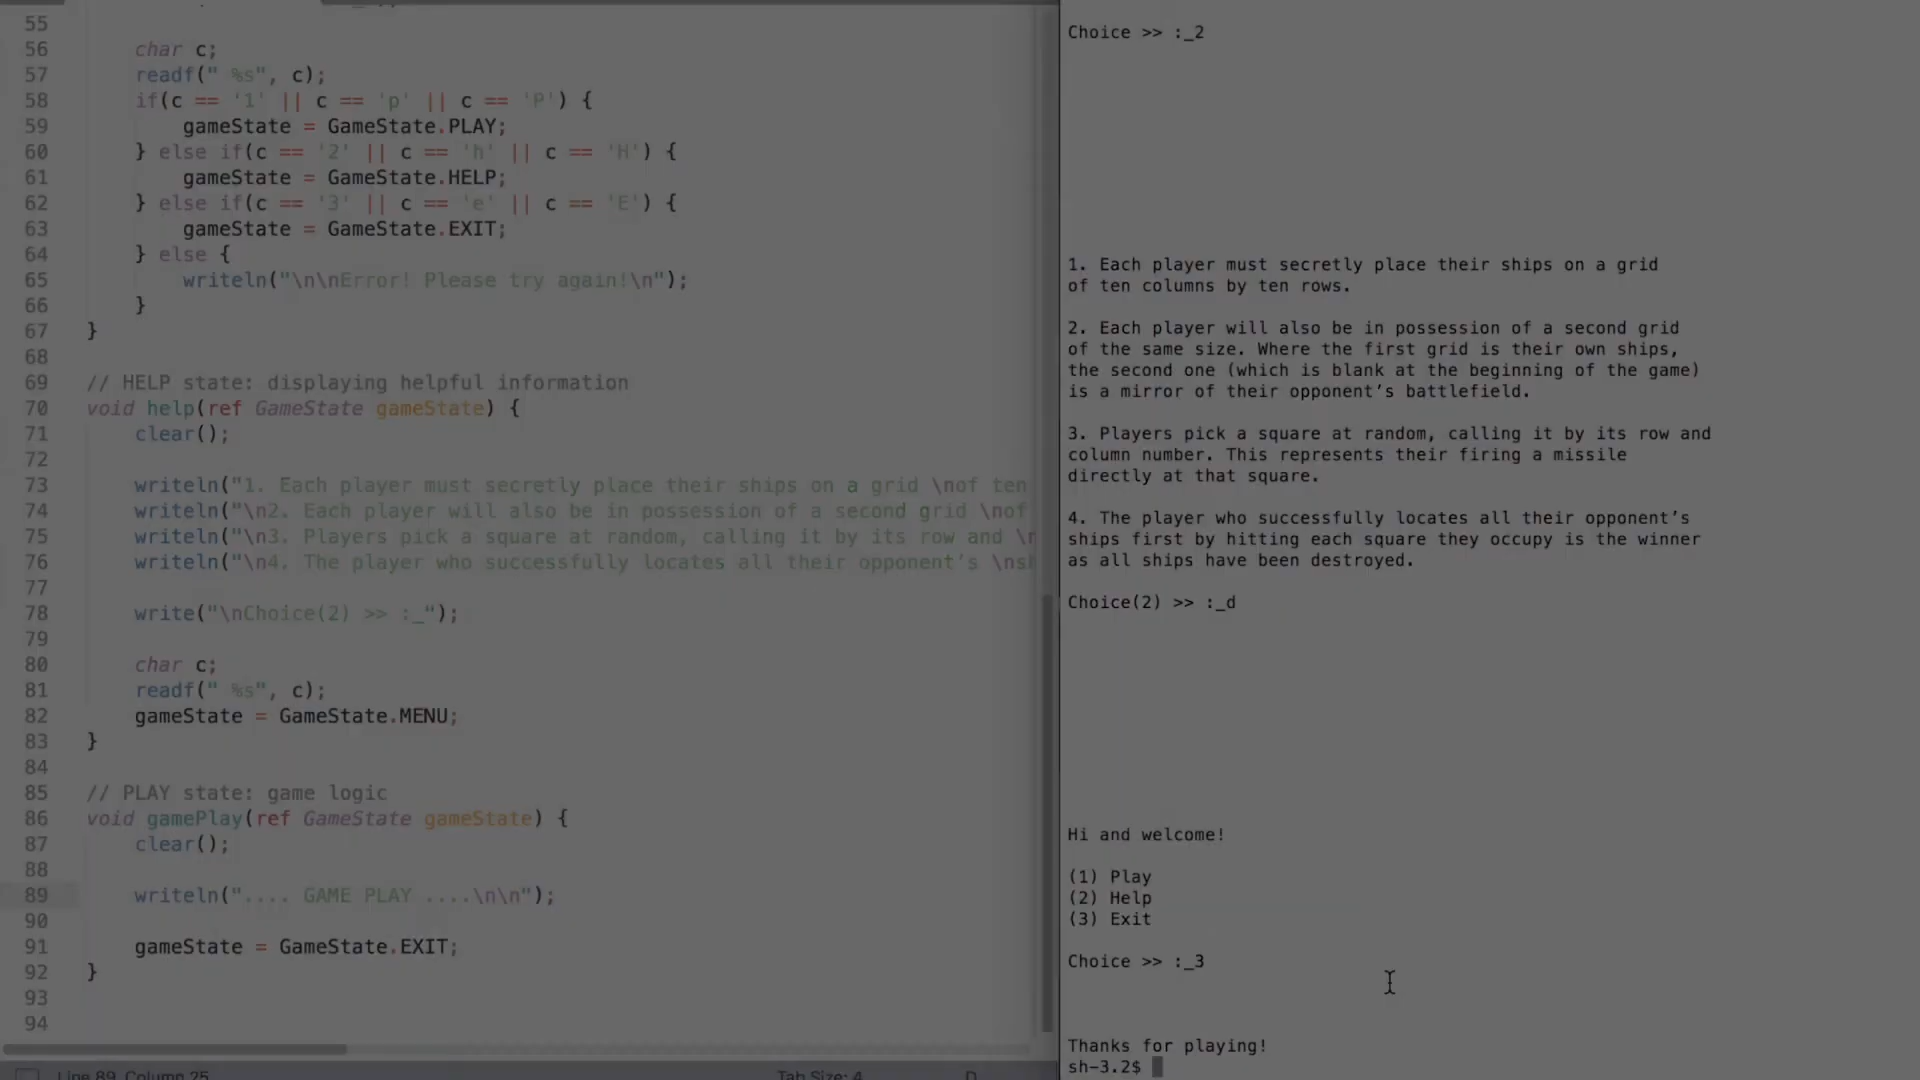 55
56 char c;
57 readf(" %s", c);
58 if(c == '1' || c == 'p' || c == 'P') {
59 gameState = GameState.PLAY;
60 } else if(c == '2' || c == 'h' || c == 'H') {
61 gameState = GameState.HELP;
62 } else if(c == '3' || c == 'e' || c == 'E') {
63 gameState = GameState.EXIT;
64 } else {
65 writeln("\n\nError! Please try again!\n");
66 }
67 }
68
69 // HELP state: displaying helpful information
70 void help(ref GameState gameState) {
71 clear();
72
73 writeln("1. Each player must secretly place their ships on a grid \nof ten
74 writeln("\n2. Each player will also be in possession of a second grid \nof
75 writeln("\n3. Players pick a square at random, calling it by its row and \n
76 writeln("\n4. The player who successfully locates all their opponent’s \nsh
77
78 write("\nChoice(2) >> :_");
79
80 char c;
81 readf(" %s", c);
82 gameState = GameState.MENU;
83 }
84
85 // PLAY state: game logic
86 void gamePlay(ref GameState gameState) {
87 clear();
88
89 writeln(".... GAME PLAY ....\n\n");
90
91 gameState = GameState.EXIT;
92 }
93
94
Line 89, Column 25
Tab Size: 4
D
Choice >> :_2
1. Each player must secretly place their ships on a grid
of ten columns by ten rows.
2. Each player will also be in possession of a second grid
of the same size. Where the first grid is their own ships,
the second one (which is blank at the beginning of the game)
is a mirror of their opponent’s battlefield.
3. Players pick a square at random, calling it by its row and
column number. This represents their firing a missile
directly at that square.
4. The player who successfully locates all their opponent’s
ships first by hitting each square they occupy is the winner
as all ships have been destroyed.
Choice(2) >> :_d
Hi and welcome!
(1) Play
(2) Help
(3) Exit
Choice >> :_3
Thanks for playing!
sh-3.2$